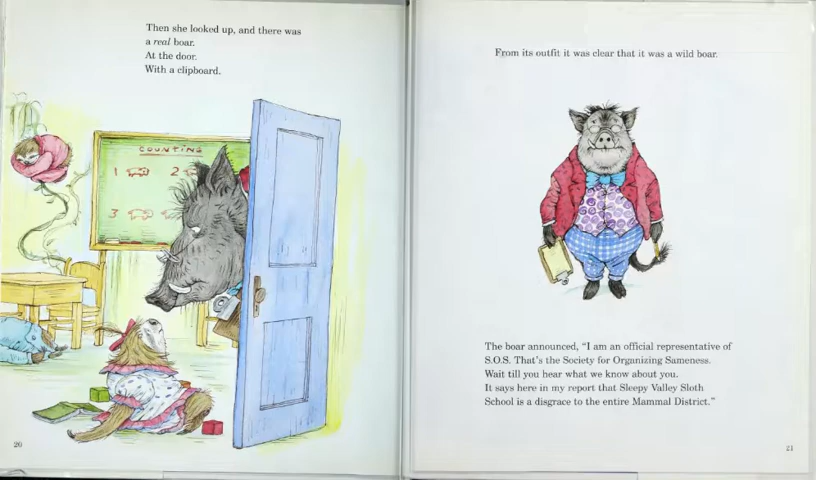 Then she looked up, and there was
a real boar.
At the door.
With a clipboard.
COUNTING
1
2
3
20
From its outfit it was clear that it was a wild boar.
The boar announced, “I am an official representative of
S.O.S. That’s the Society for Organizing Sameness.
Wait till you hear what we know about you.
It says here in my report that Sleepy Valley Sloth
School is a disgrace to the entire Mammal District.”
21